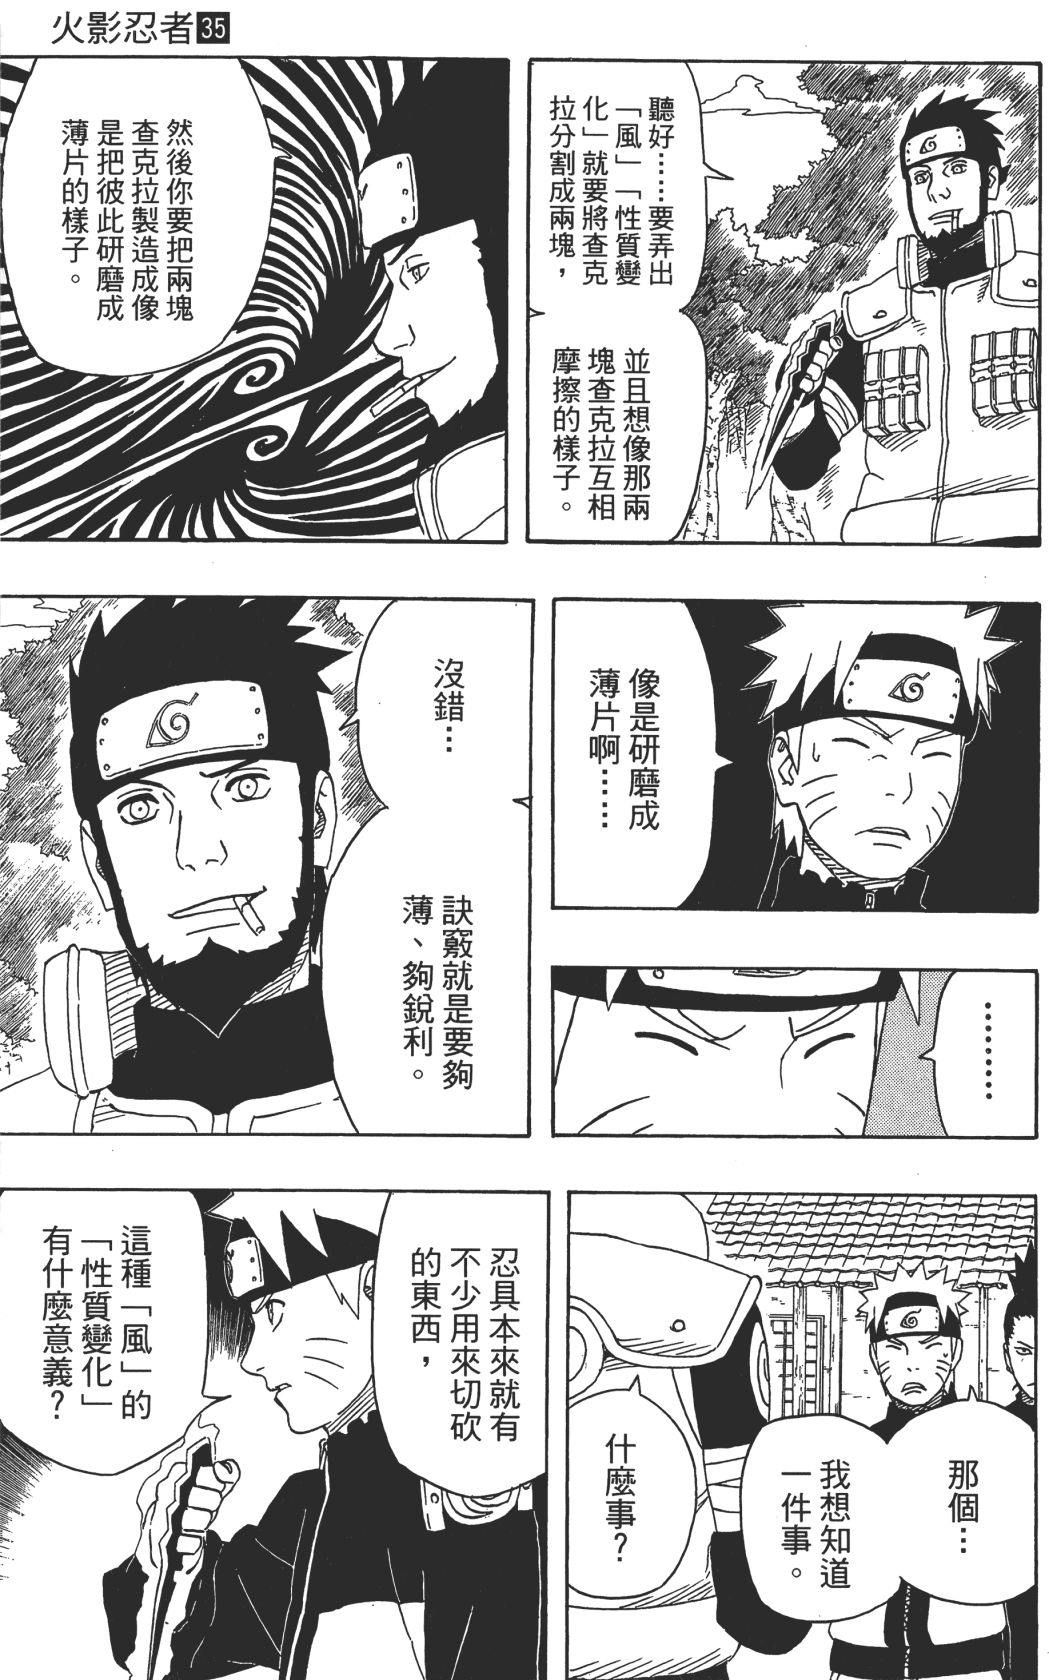 火影忍者35
聽好……要弄出
「風」「性質變
化」就要將查克
拉分割成兩塊，
並且想像那兩
塊查克拉互相
摩擦的樣子。
然後你要把兩塊
查克拉製造成像
是把彼此研磨成
薄片的樣子。
像是研磨成
薄片啊……
沒錯…
訣竅就是要夠
薄、夠銳利。
………
那個…
我想知道
一件事。
什麼事？
忍具本來就有
不少用來切砍
的東西，
這種「風」的
「性質變化」
有什麼意義？